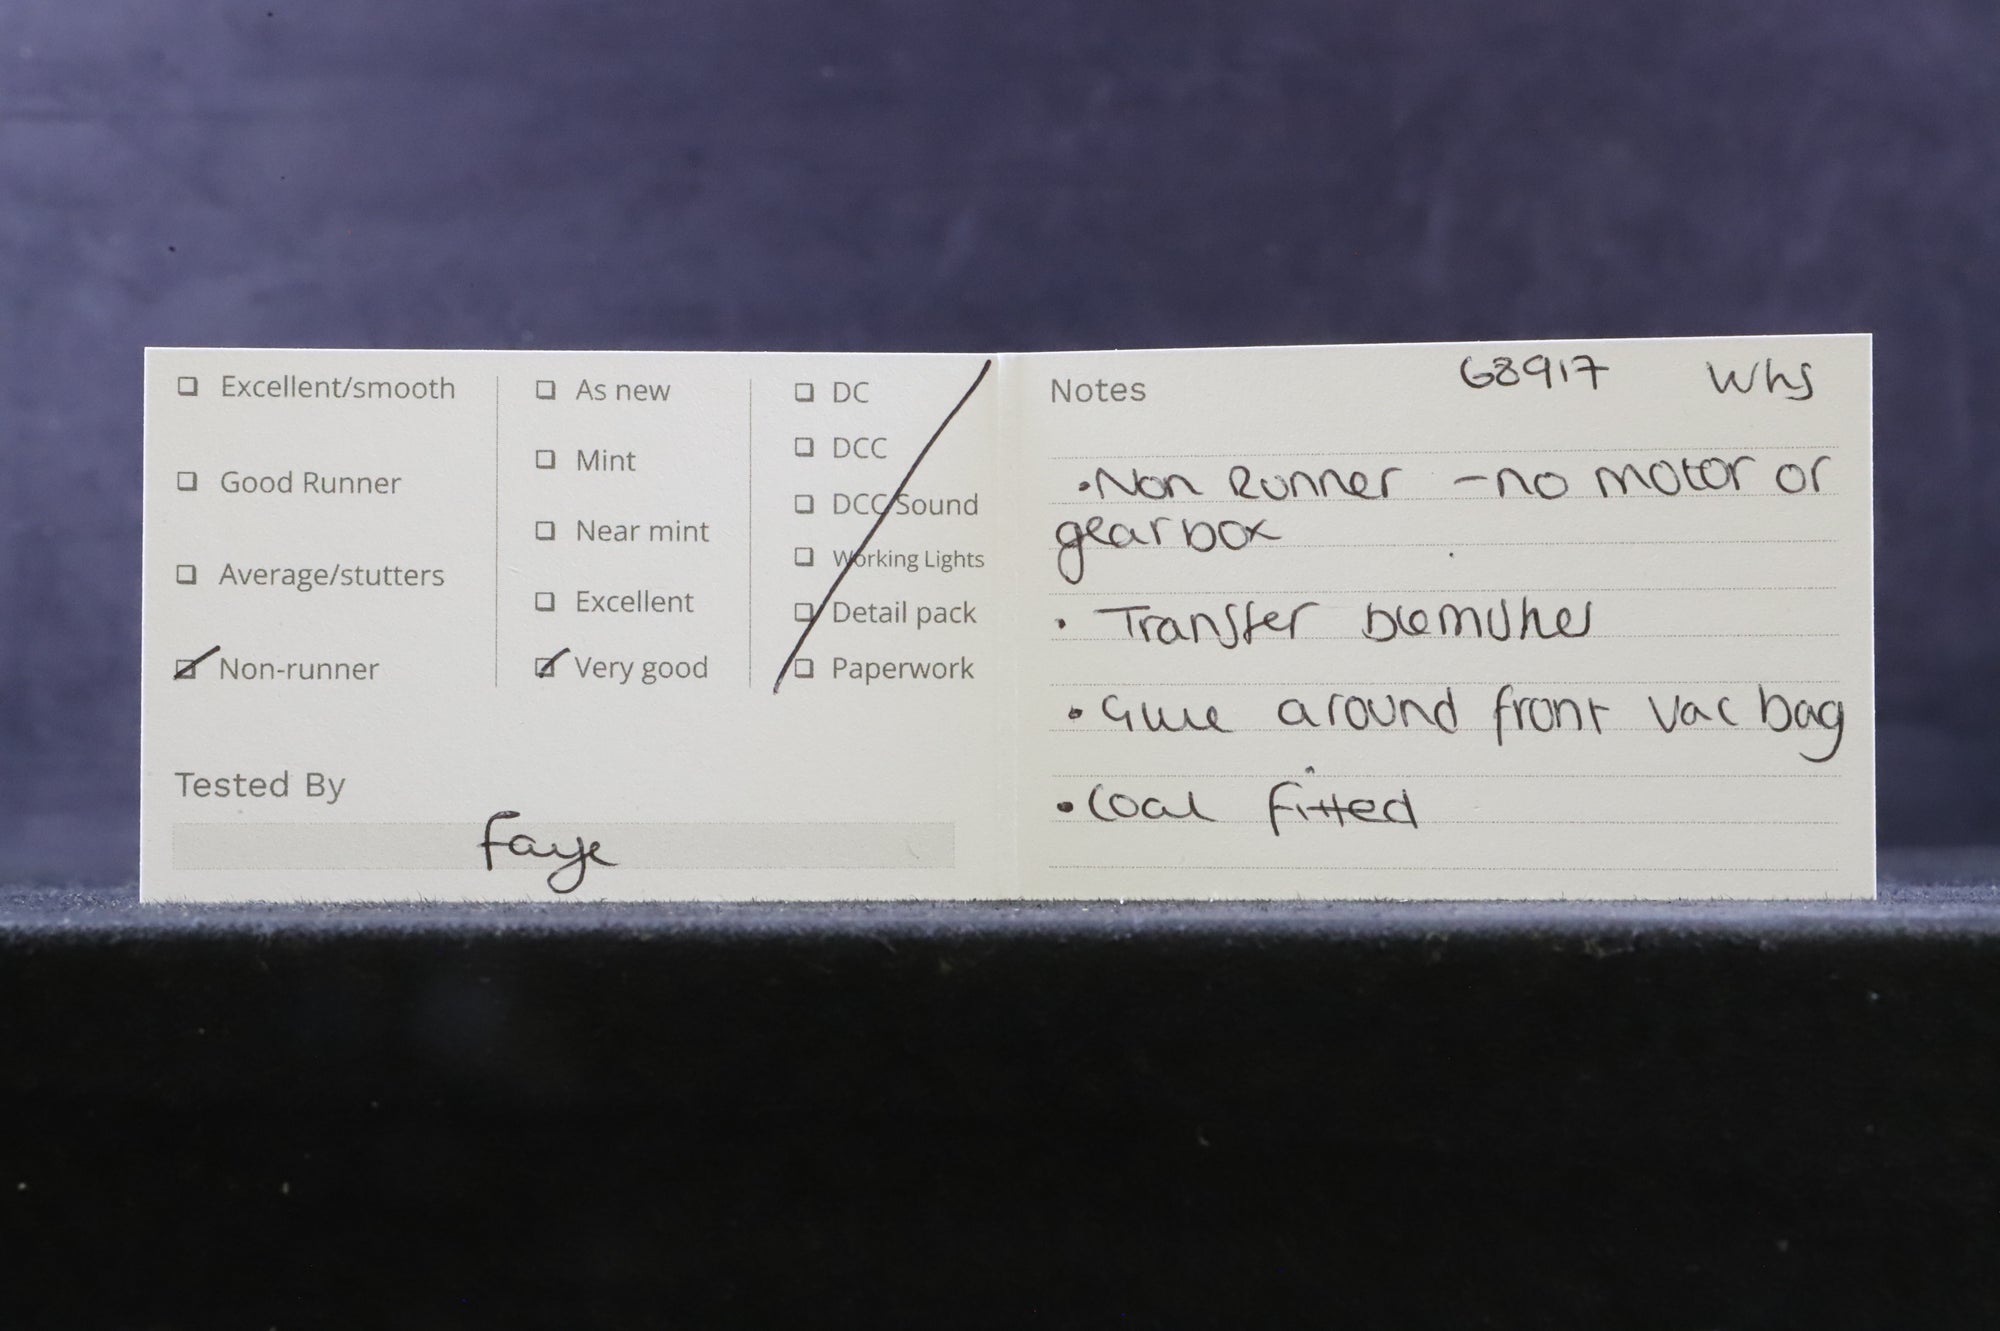 ☐ Excellent/smooth
☐ Good Runner
☐ Average/stutters
☑ Non-runner
☐ As new
☐ Mint
☐ Near mint
☐ Excellent
☑ Very good
☐ DC
☐ DCC
☐ DCC Sound
☐ Working Lights
☐ Detail pack
☐ Paperwork
Tested By
Faye
Notes 68917 Whs
• Non Runner - no motor or
gearbox
• Transfer blemishes
• Glue around front vac bag
• Coal fitted